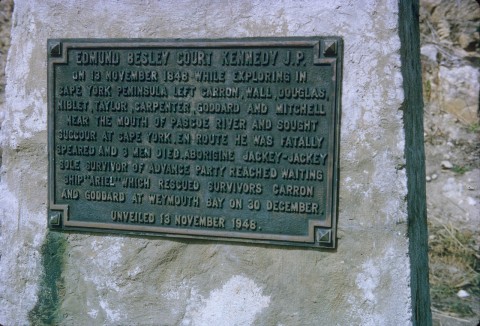 EDMUND BESLEY COURT KENNEDY J.P.
ON 13 NOVEMBER 1848 WHILE EXPLORING IN
CAPE YORK PENINSULA LEFT CARRON, WALL, DOUGLAS,
NIBLET, TAYLOR, CARPENTER, GODDARD AND MITCHELL
NEAR THE MOUTH OF PASCOE RIVER AND SOUGHT
SUCCOUR AT CAPE YORK. EN ROUTE HE WAS FATALLY
SPEARED AND 9 MEN DIED. ABORIGINE JACKEY-JACKEY
SOLE SURVIVOR OF ADVANCE PARTY REACHED WAITING
SHIP "ARIEL" WHICH RESCUED SURVIVORS CARRON
AND GODDARD AT WEYMOUTH BAY ON 30 DECEMBER.
UNVEILED 13 NOVEMBER 1948.